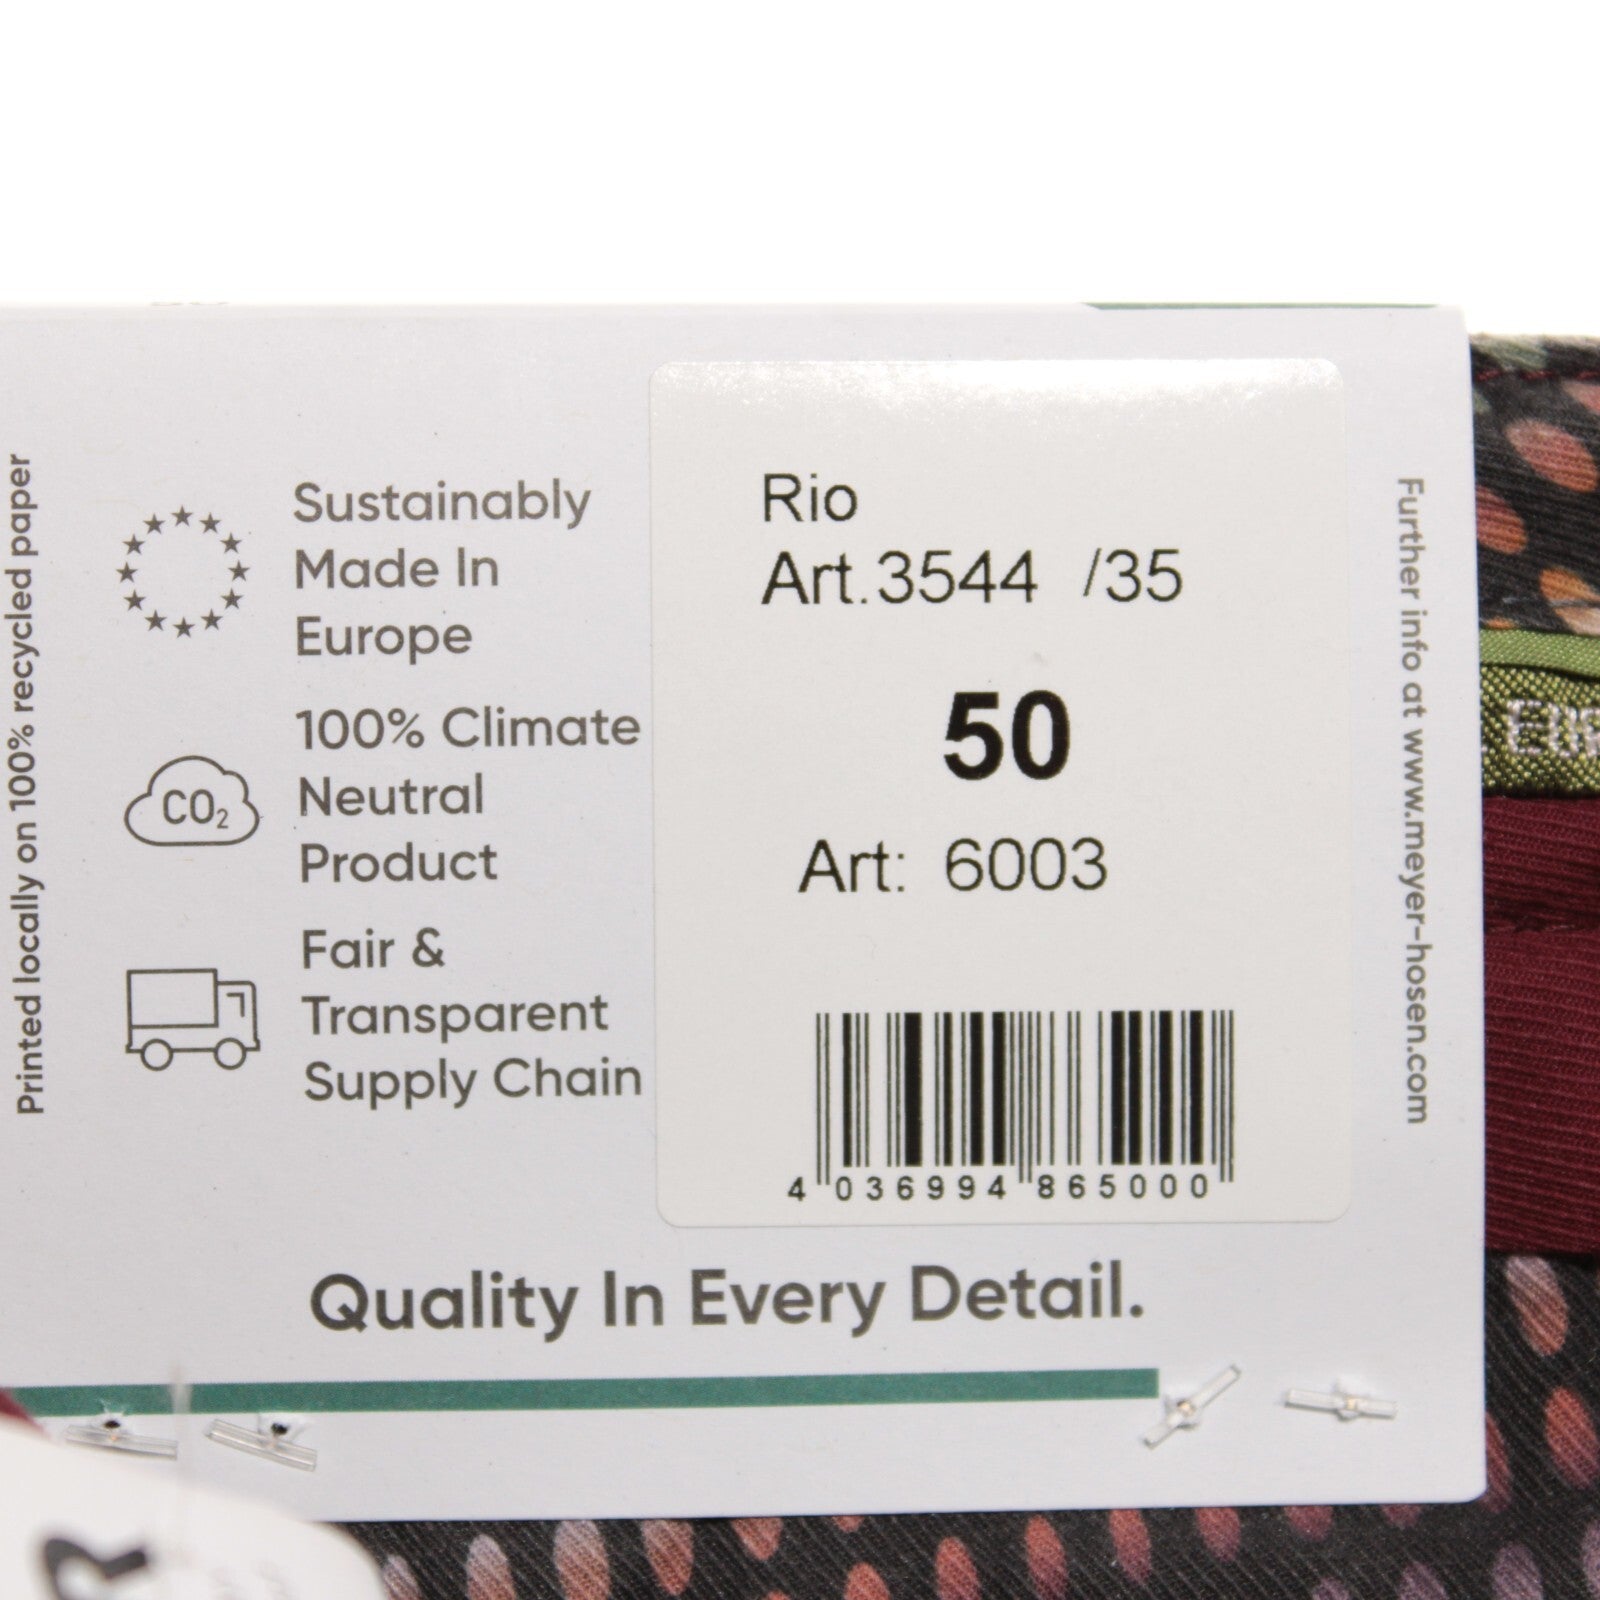 Printed locally on 100% recycled paper
Sustainably
Made In
Europe
CO₂
100% Climate
Neutral
Product
Fair &
Transparent
Supply Chain
Rio
Art.3544 /35
50
Art: 6003
4 036994 865000
Further info at www.meyer-hosen.com
Quality In Every Detail.